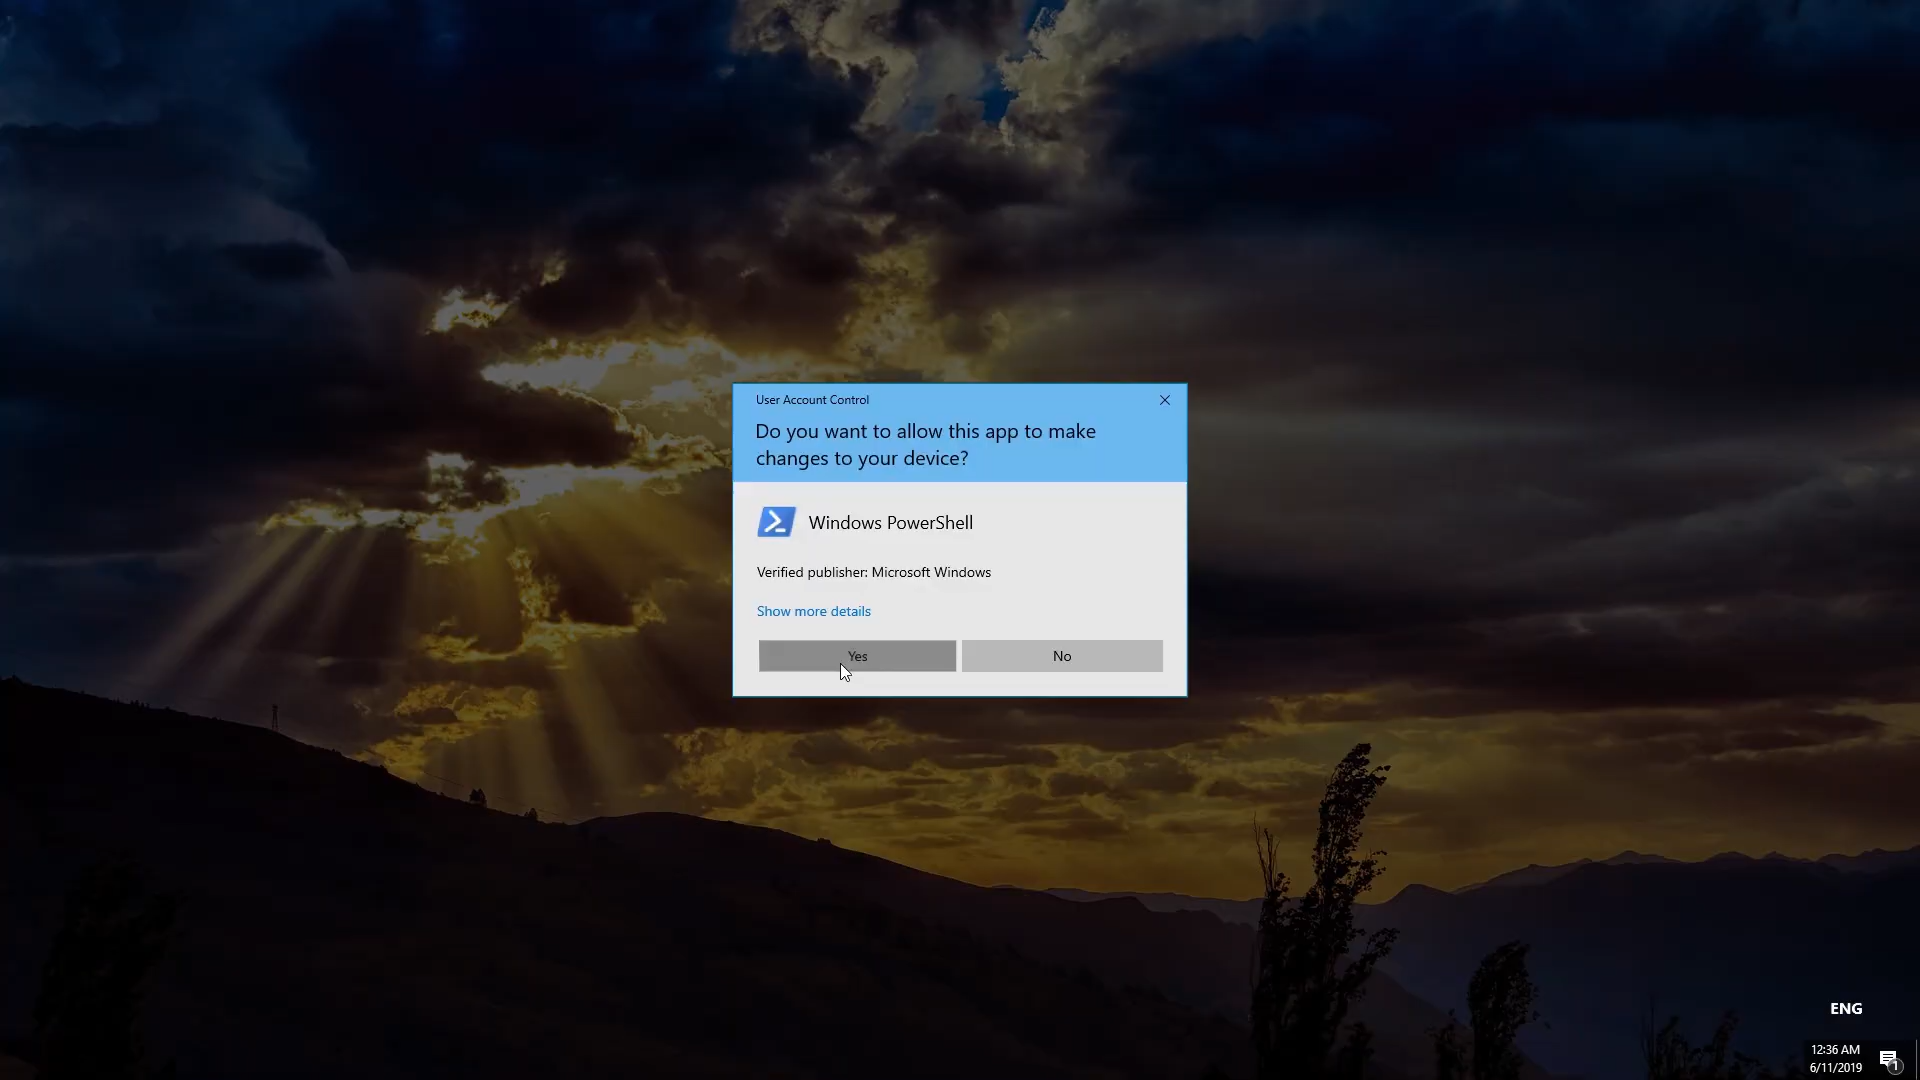 User Account Control
Do you want to allow this app to make
changes to your device?
Windows PowerShell
Verified publisher: Microsoft Windows
Show more details
Yes
No
ENG
12:36 AM
6/11/2019
1